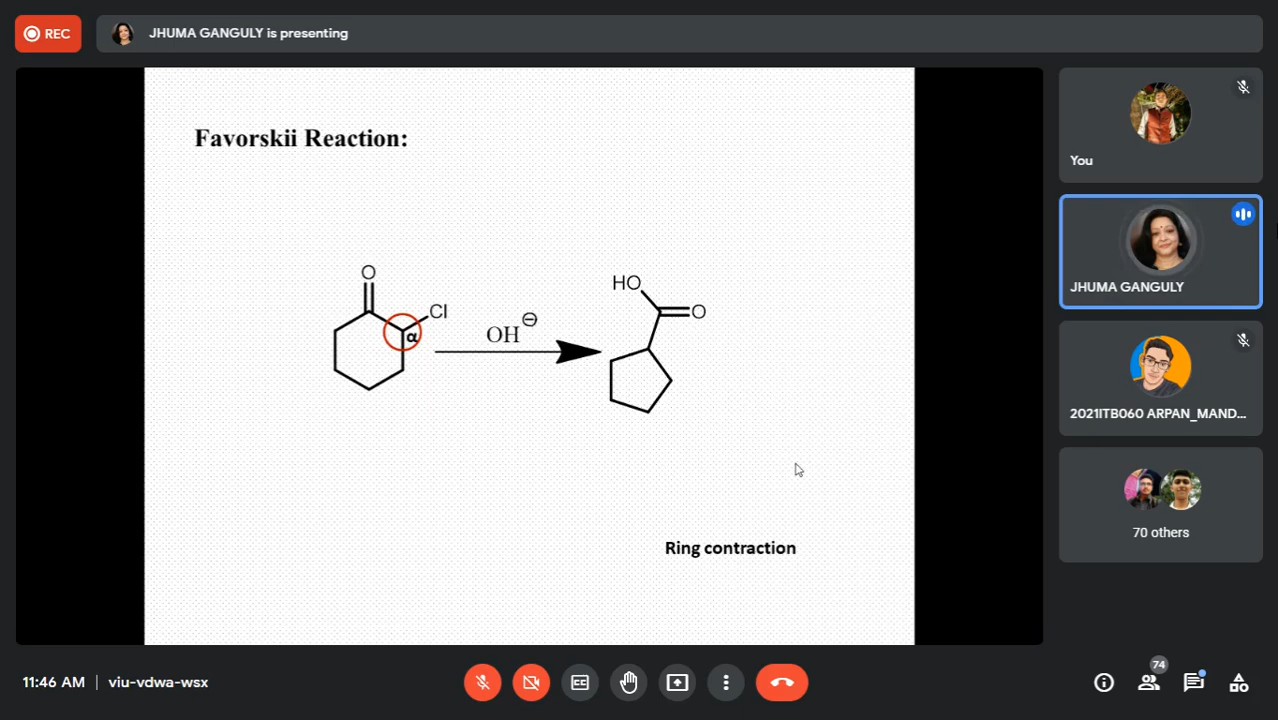 REC
JHUMA GANGULY is presenting
Favorskii Reaction:
O
Cl
α
OH ⊖
HO
O
Ring contraction
You
JHUMA GANGULY
2021ITB060 ARPAN_MAND...
70 others
11:46 AM | viu-vdwa-wsx
CC
74